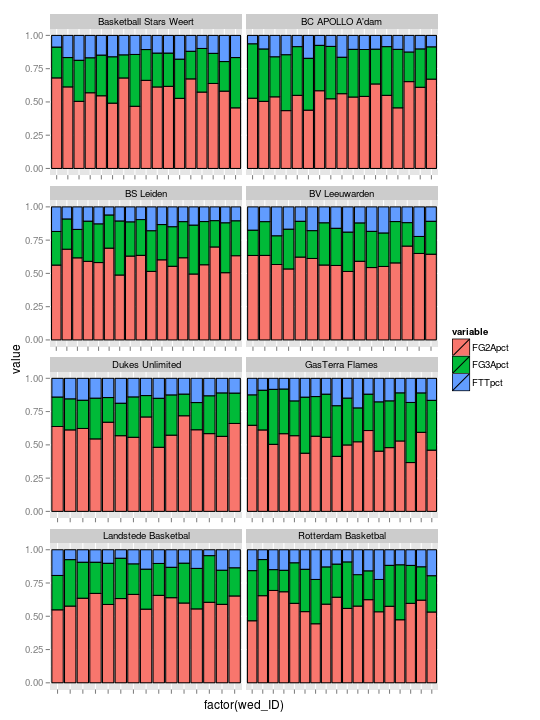 Basketball Stars Weert
BC APOLLO A'dam
1.00
0.75
0.50
0.25
0.00
BS Leiden
BV Leeuwarden
1.00
0.75
0.50
0.25
0.00
value
variable
FG2Apct
FG3Apct
FTTpct
Dukes Unlimited
GasTerra Flames
1.00
0.75
0.50
0.25
0.00
Landstede Basketbal
Rotterdam Basketbal
1.00
0.75
0.50
0.25
0.00
factor(wed_ID)